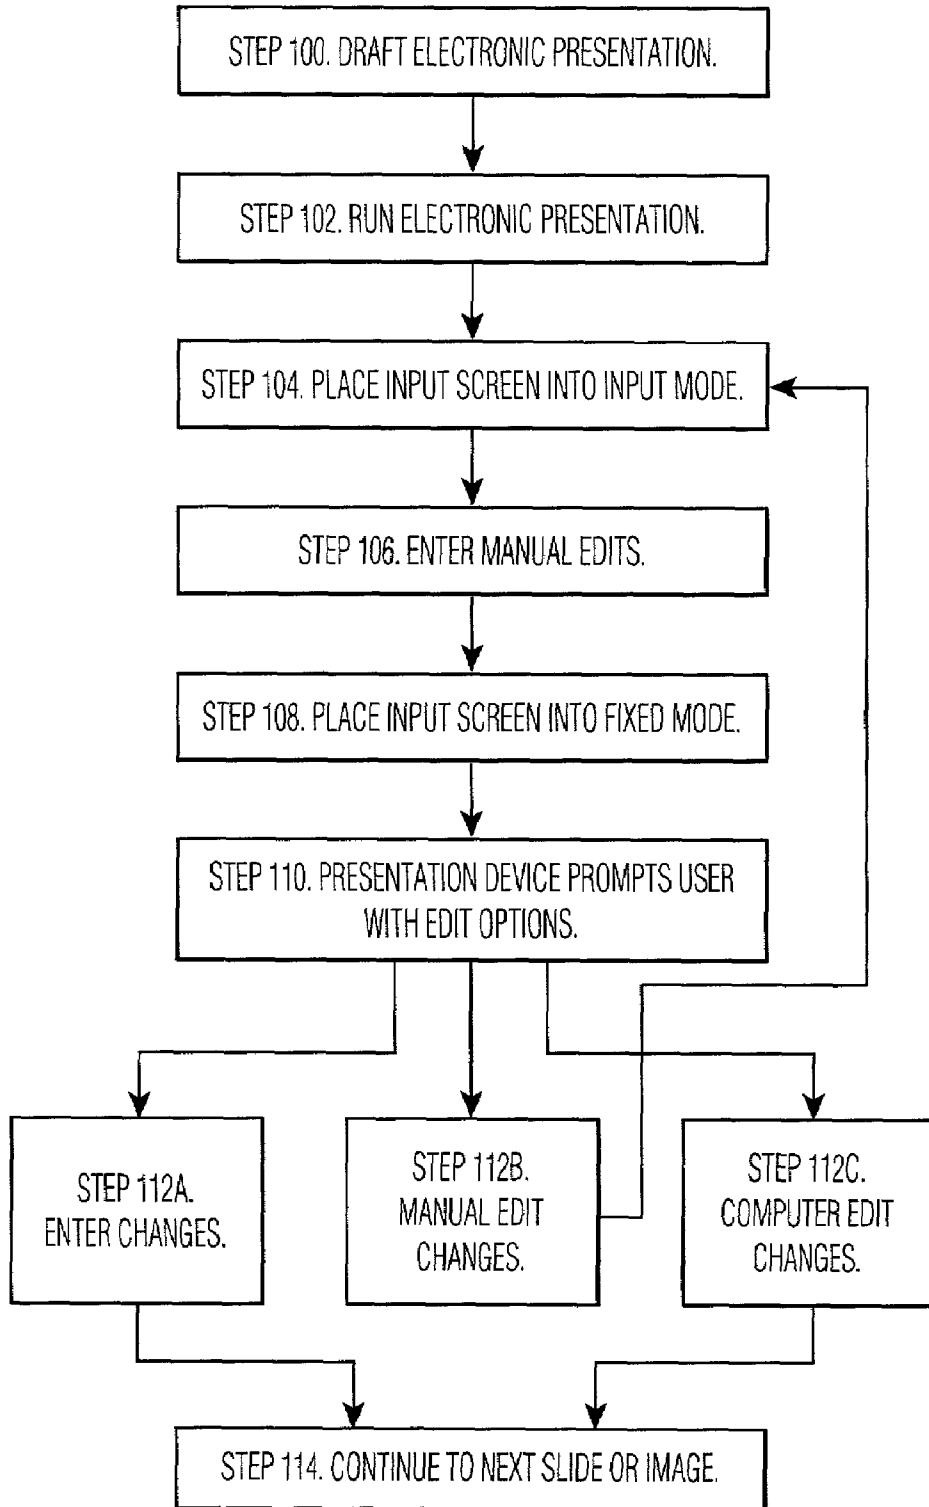 STEP 100. DRAFT ELECTRONIC PRESENTATION.
STEP 102. RUN ELECTRONIC PRESENTATION.
STEP 104. PLACE INPUT SCREEN INTO INPUT MODE.
STEP 106. ENTER MANUAL EDITS.
STEP 108. PLACE INPUT SCREEN INTO FIXED MODE.
STEP 110. PRESENTATION DEVICE PROMPTS USER
WITH EDIT OPTIONS.
STEP 112A.
ENTER CHANGES.
STEP 112B.
MANUAL EDIT
CHANGES.
STEP 112C.
COMPUTER EDIT
CHANGES.
STEP 114. CONTINUE TO NEXT SLIDE OR IMAGE.